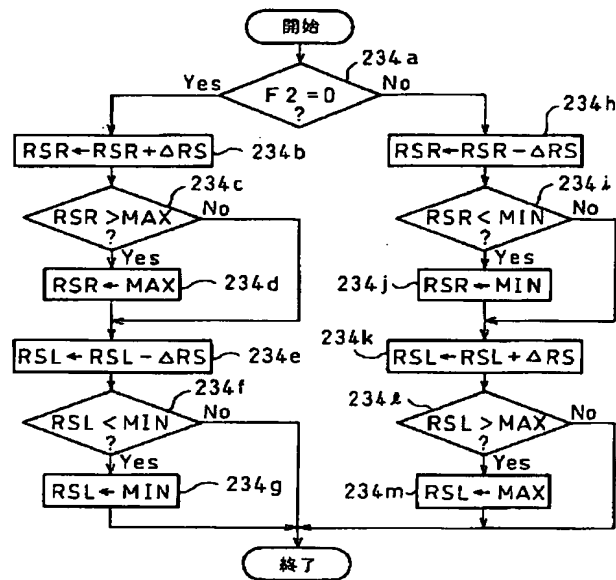 開始
234a
Yes
F2=0
?
No
RSR←RSR+ΔRS
234b
234c
RSR>MAX
?
No
Yes
RSR←MAX
234d
RSL←RSL-ΔRS
234e
234f
RSL<MIN
?
No
Yes
RSL←MIN
234g
234h
RSR←RSR-ΔRS
234i
RSR<MIN
?
No
Yes
234j
RSR←MIN
234k
RSL←RSL+ΔRS
234ℓ
RSL>MAX
?
No
Yes
234m
RSL←MAX
終了